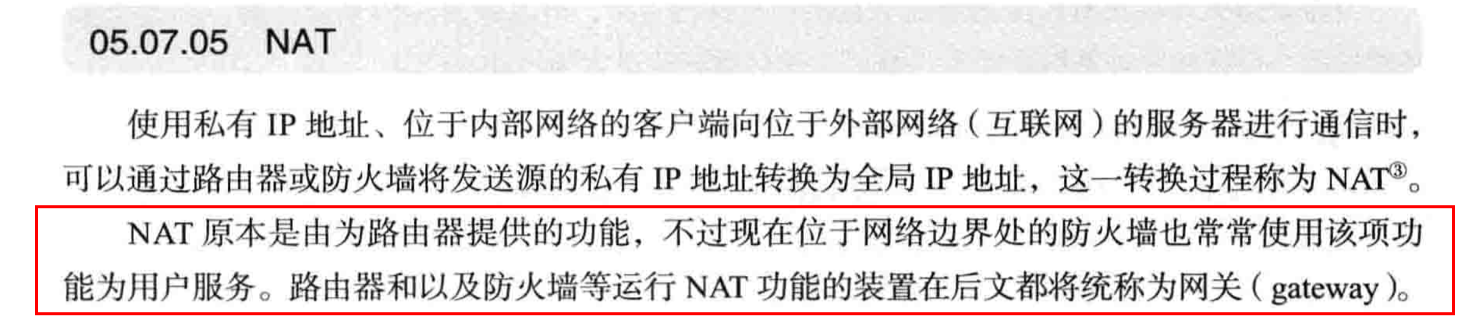 05.07.05 NAT
使用私有 IP 地址、位于内部网络的客户端向位于外部网络（互联网）的服务器进行通信时，
可以通过路由器或防火墙将发送源的私有 IP 地址转换为全局 IP 地址，这一转换过程称为 NAT③。
NAT 原本是由为路由器提供的功能，不过现在位于网络边界处的防火墙也常常使用该项功
能为用户服务。路由器和以及防火墙等运行 NAT 功能的装置在后文都将统称为网关（gateway）。